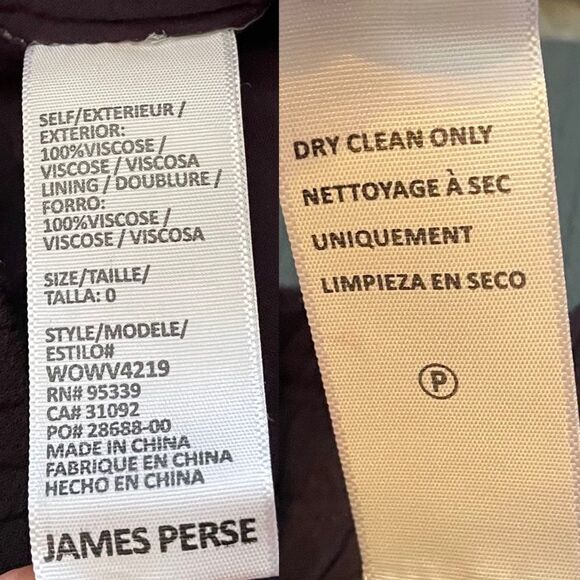 SELF/EXTERIEUR/
EXTERIOR:
100%VISCOSE/
VISCOSE/VISCOSA
LINING/DOUBLURE/
FORRO:
100%VISCOSE/
VISCOSE/VISCOSA
SIZE/TAILLE/
TALLA: 0
STYLE/MODELE/
ESTILO#
WOWV4219
RN# 95339
CA# 31092
PO# 28688-00
MADE IN CHINA
FABRIQUE EN CHINA
HECHO EN CHINA
JAMES PERSE
DRY CLEAN ONLY
NETTOYAGE À SEC
UNIQUEMENT
LIMPIEZA EN SECO
P